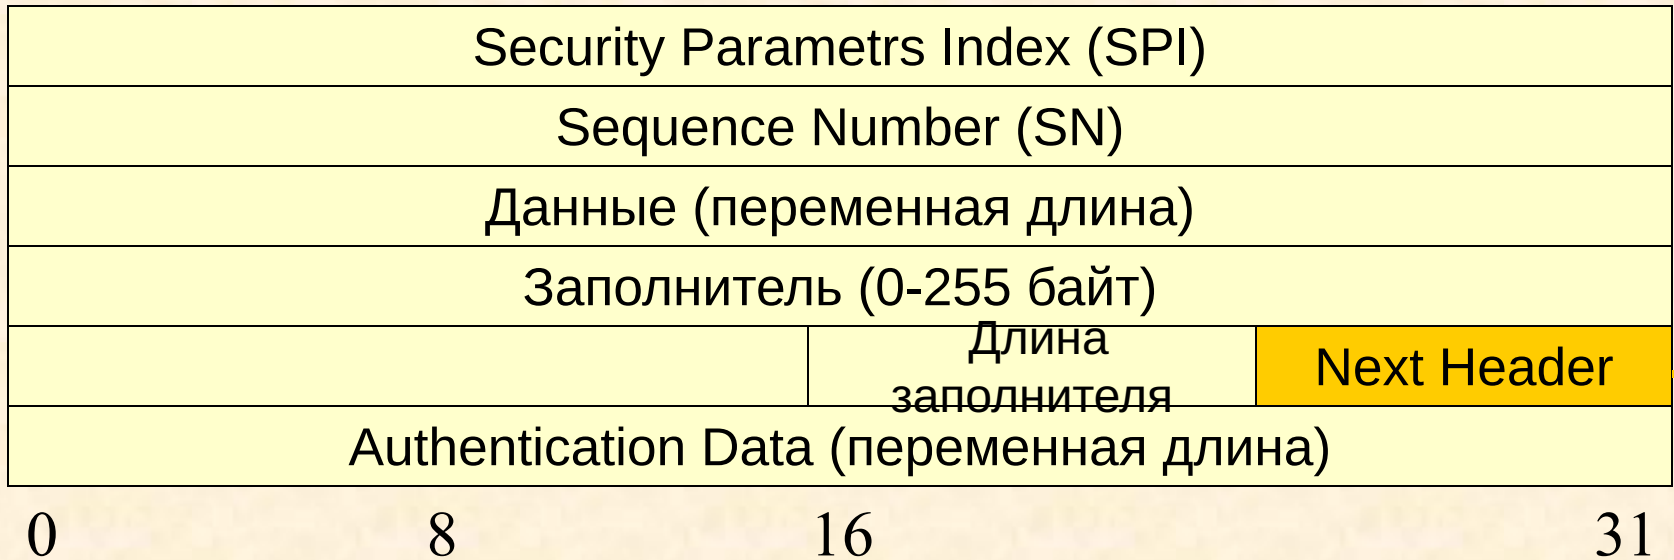 Security Parametrs Index (SPI)
Sequence Number (SN)
Данные (переменная длина)
Заполнитель (0-255 байт)
Длина
заполнителя
Next Header
Authentication Data (переменная длина)
0 8 16 31